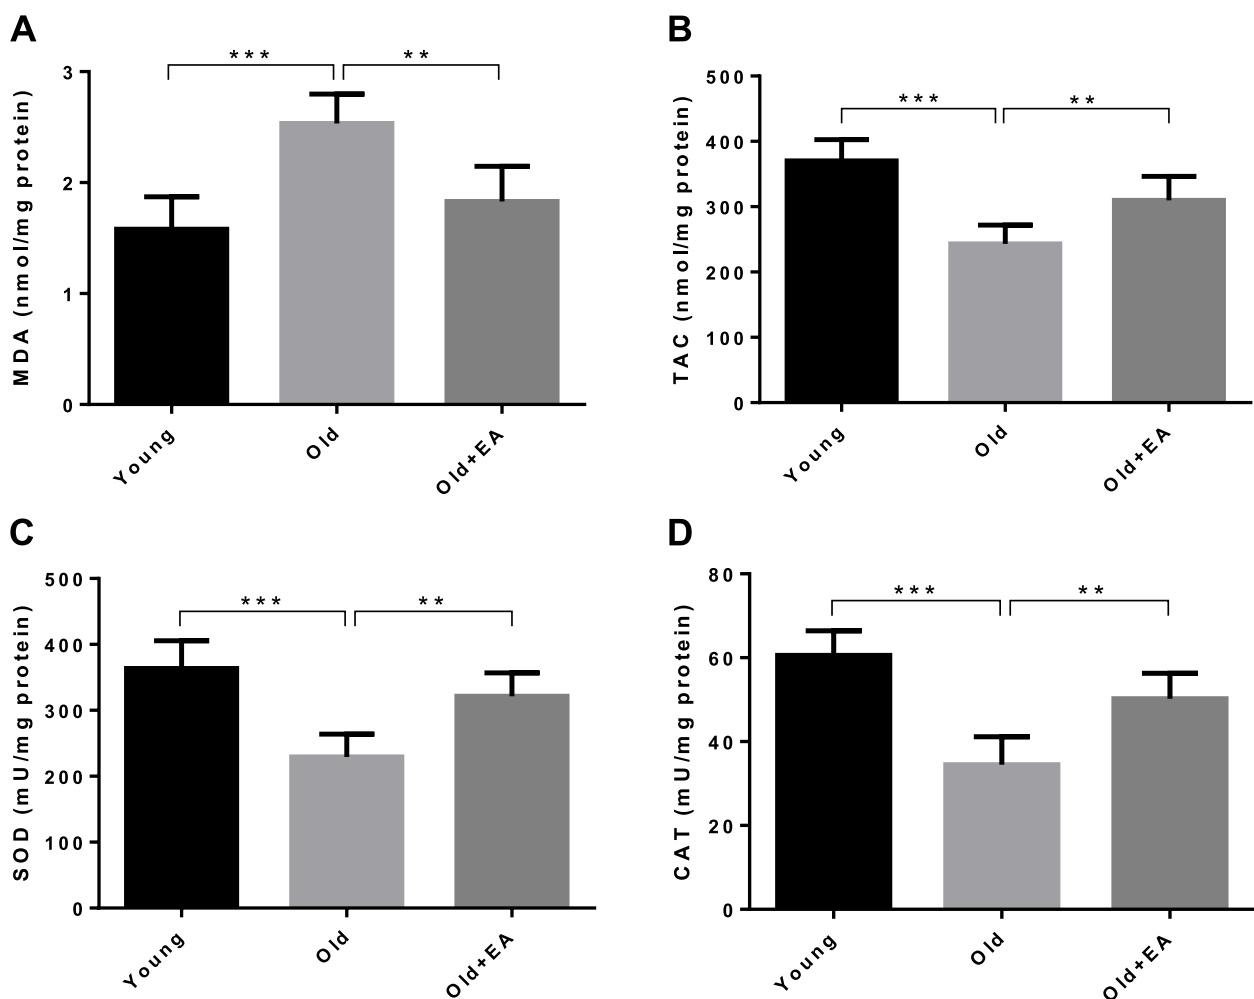 A
MDA (nmol/mg protein)
3
2
1
0
***
**
Young
Old
Old+EA
B
TAC (nmol/mg protein)
500
400
300
200
100
0
***
**
Young
Old
Old+EA
C
SOD (mU/mg protein)
500
400
300
200
100
0
***
**
Young
Old
Old+EA
D
CAT (mU/mg protein)
80
60
40
20
0
***
**
Young
Old
Old+EA